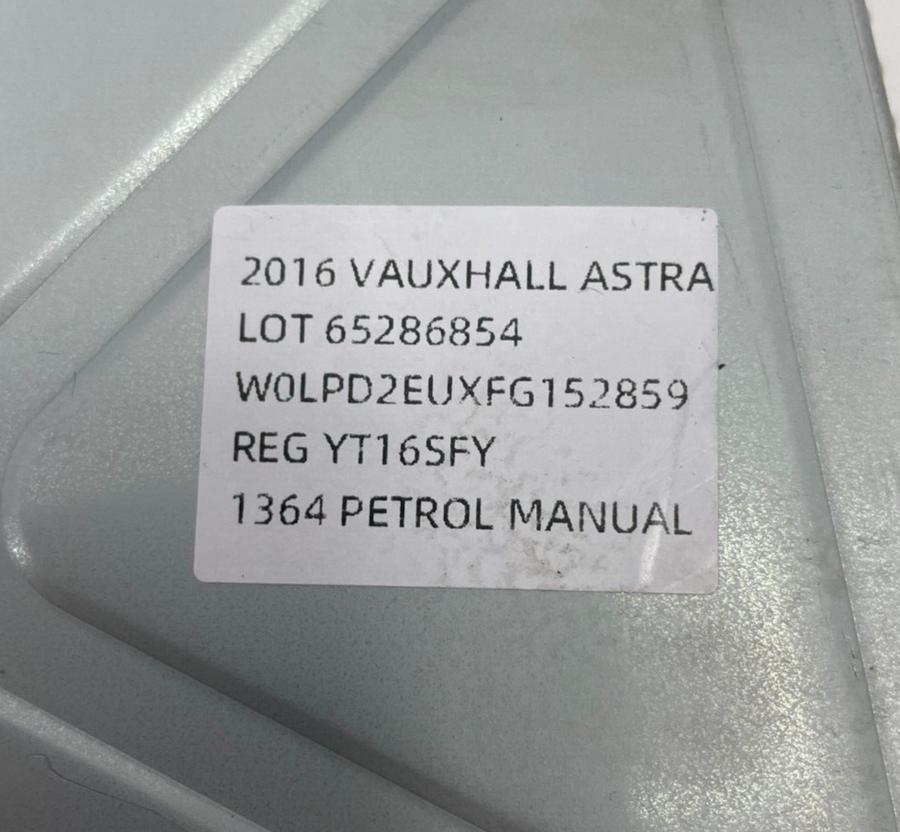 2016 VAUXHALL ASTRA
LOT 65286854
W0LPD2EUXFG152859
REG YT16SFY
1364 PETROL MANUAL